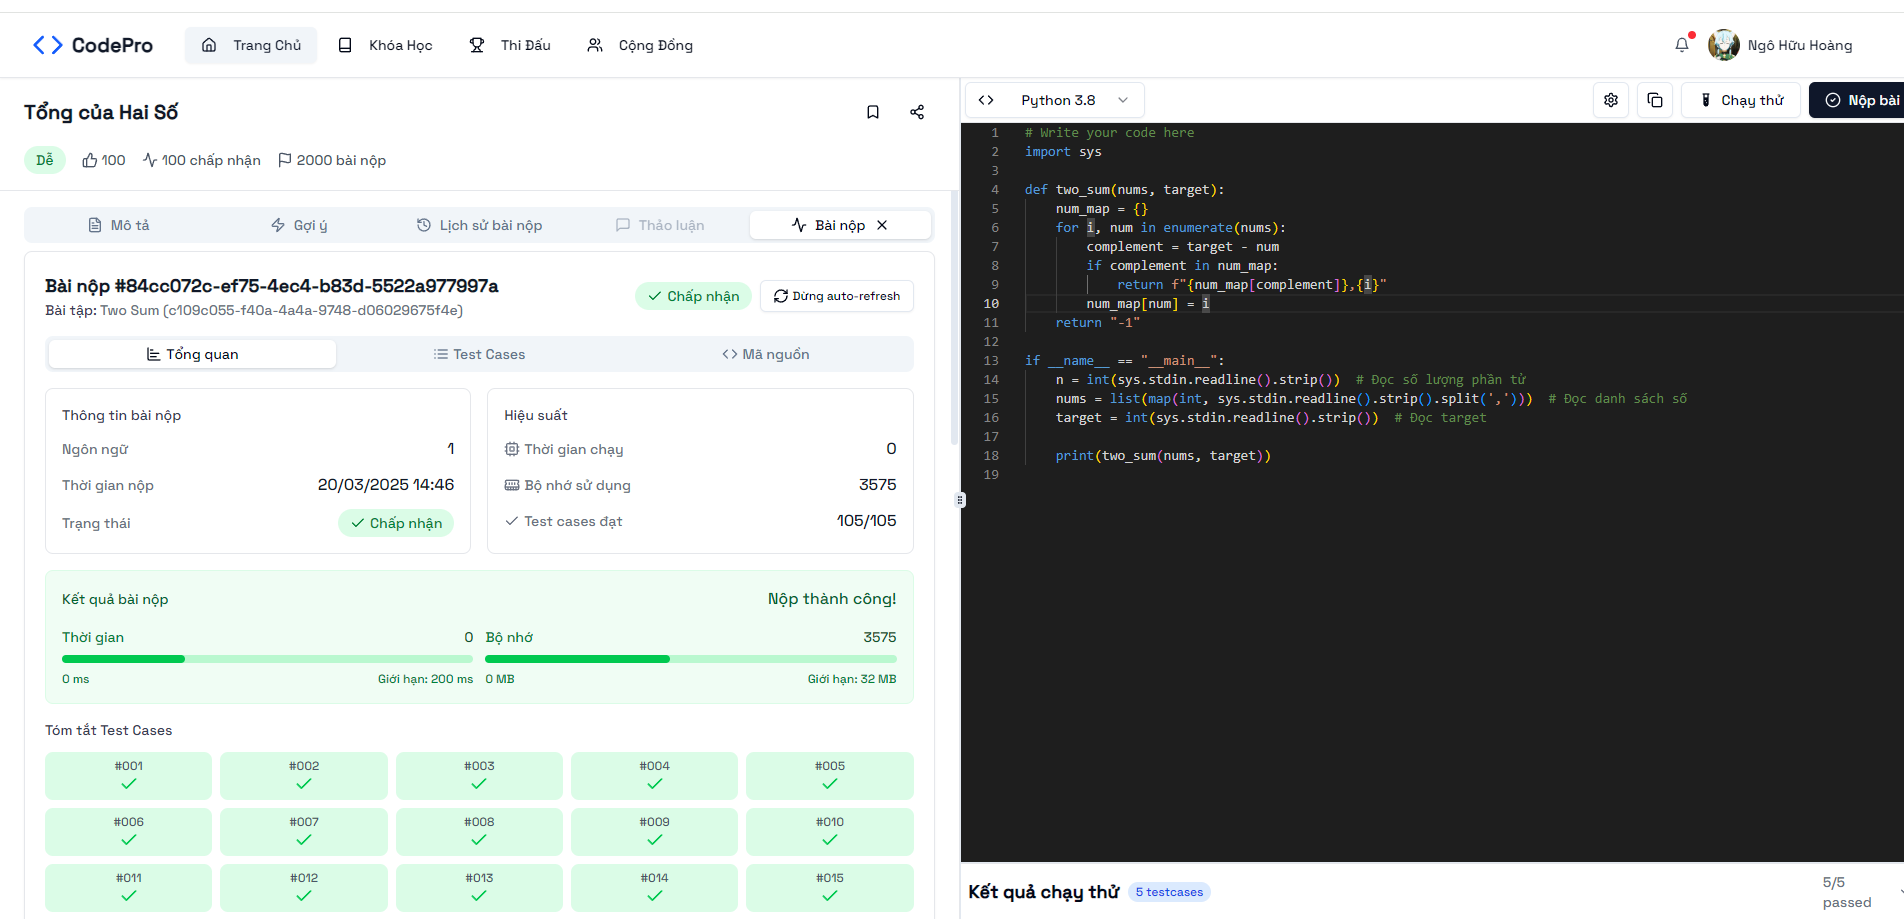 CodePro Trang Chủ Khóa Học Thi Đấu Cộng Đồng Ngô Hữu Hoàng
Tổng của Hai Số
Dễ 100 100 chấp nhận 2000 bài nộp
Mô tả Gợi ý Lịch sử bài nộp Thảo luận Bài nộp
Bài nộp #84cc072c-ef75-4ec4-b83d-5522a977997a
Bài tập: Two Sum (c109c055-f40a-4a4a-9748-d06029675f4e)
Chấp nhận Dừng auto-refresh
Tổng quan Test Cases Mã nguồn
Thông tin bài nộp
Ngôn ngữ 1
Thời gian nộp 20/03/2025 14:46
Trạng thái Chấp nhận
Hiệu suất
Thời gian chạy 0
Bộ nhớ sử dụng 3575
Test cases đạt 105/105
Kết quả bài nộp Nộp thành công!
Thời gian 0 Bộ nhớ 3575
0 ms Giới hạn: 200 ms 0 MB Giới hạn: 32 MB
Tóm tắt Test Cases
#001 #002 #003 #004 #005
#006 #007 #008 #009 #010
#011 #012 #013 #014 #015
Python 3.8 Chạy thử Nộp bài
1 # Write your code here
2 import sys
3
4 def two_sum(nums, target):
5 num_map = {}
6 for i, num in enumerate(nums):
7 complement = target - num
8 if complement in num_map:
9 return f"{num_map[complement]},{i}"
10 num_map[num] = i
11 return "-1"
12
13 if __name__ == "__main__":
14 n = int(sys.stdin.readline().strip()) # Đọc số lượng phần tử
15 nums = list(map(int, sys.stdin.readline().strip().split(','))) # Đọc danh sách số
16 target = int(sys.stdin.readline().strip()) # Đọc target
17
18 print(two_sum(nums, target))
19
Kết quả chạy thử 5 testcases 5/5
passed